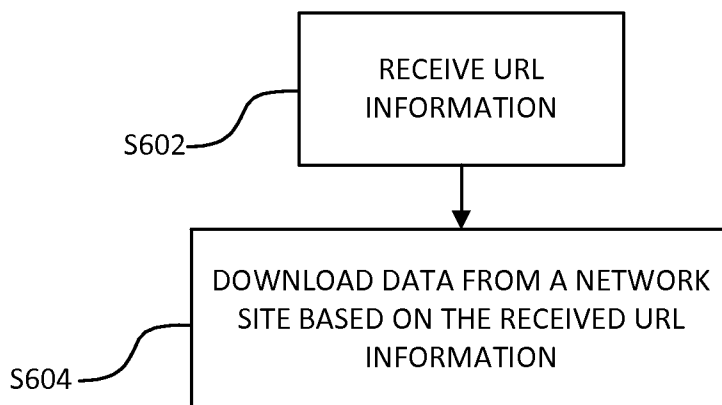 RECEIVE URL
INFORMATION
S602
DOWNLOAD DATA FROM A NETWORK
SITE BASED ON THE RECEIVED URL
INFORMATION
S604